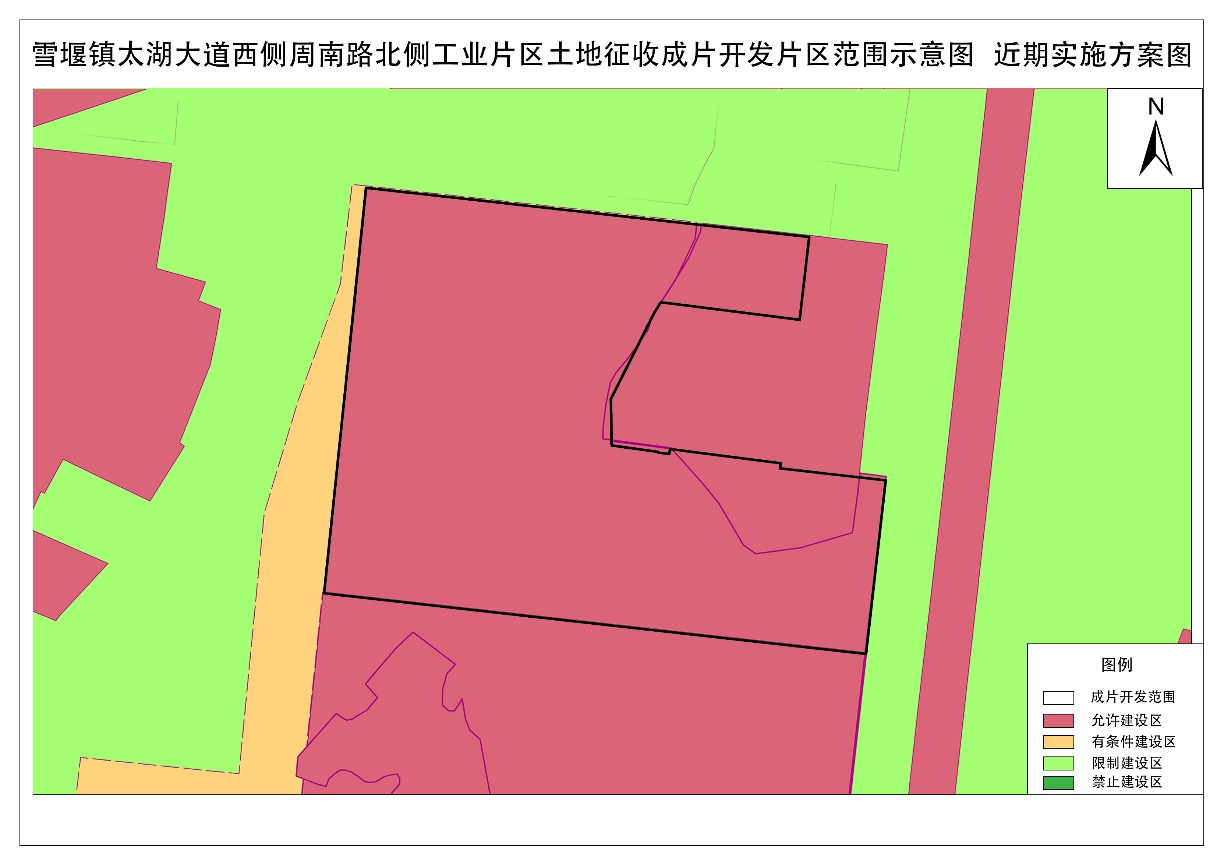 雪堰镇太湖大道西侧周南路北侧工业片区土地征收成片开发片区范围示意图 近期实施方案图
N
图例
成片开发范围
允许建设区
有条件建设区
限制建设区
禁止建设区